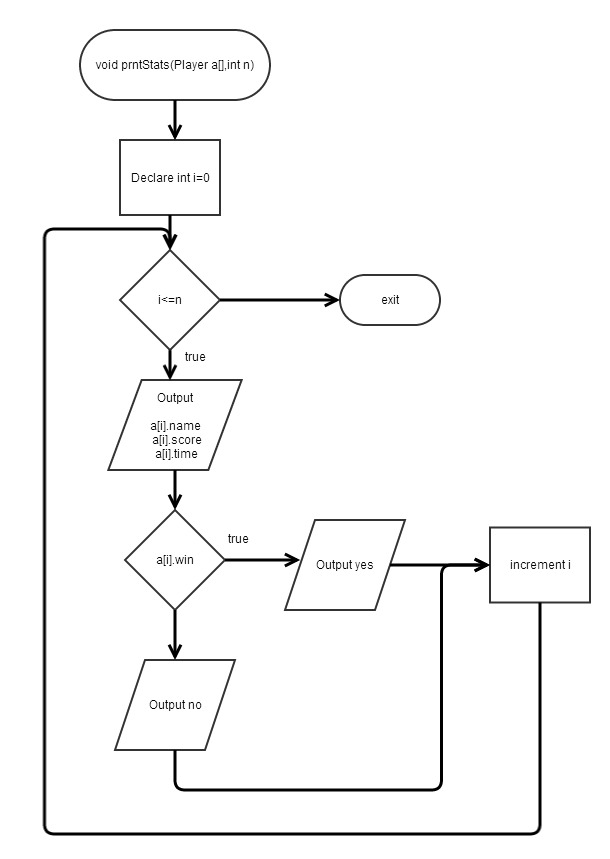 void prntStats(Player a[],int n)
Declare int i=0
i<=n
exit
true
Output
a[i].name
a[i].score
a[i].time
a[i].win
true
Output yes
increment i
Output no